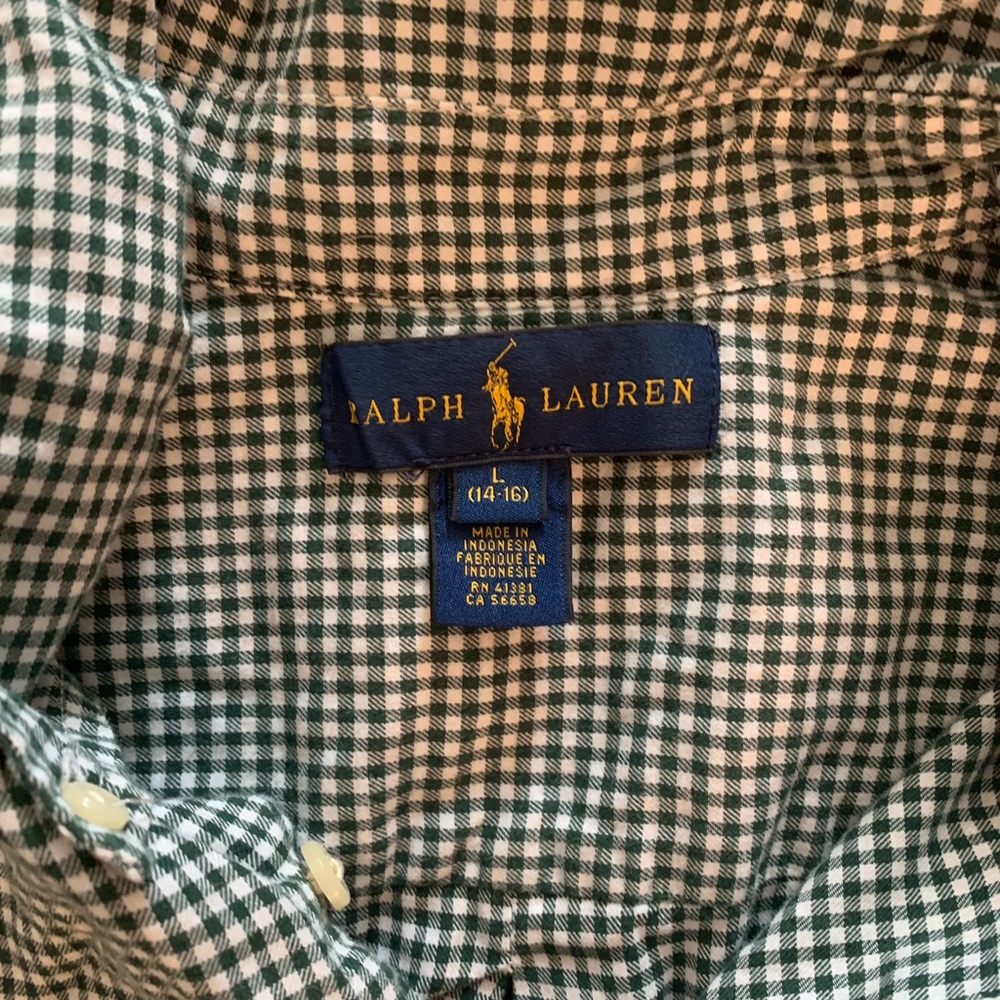 RALPH LAUREN
L
(14-16)
MADE IN
INDONESIA
FABRIQUE EN
INDONESIE
RN 41381
CA 56658